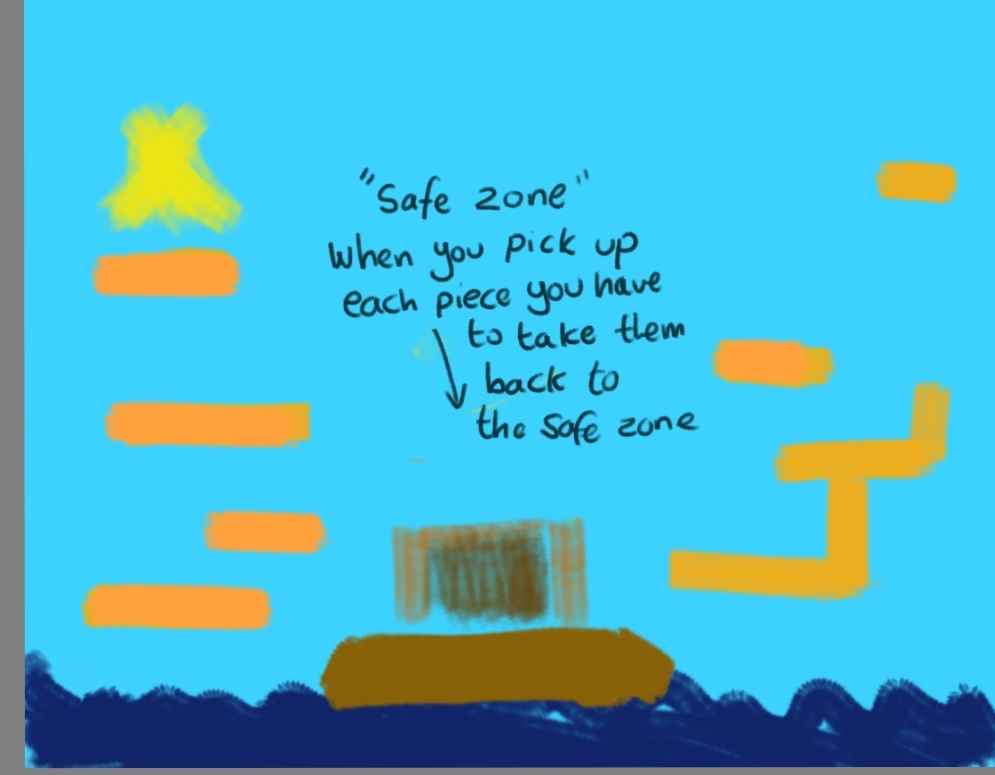 "Safe zone"
When you pick up
each piece you have
to take them
back to
the safe zone